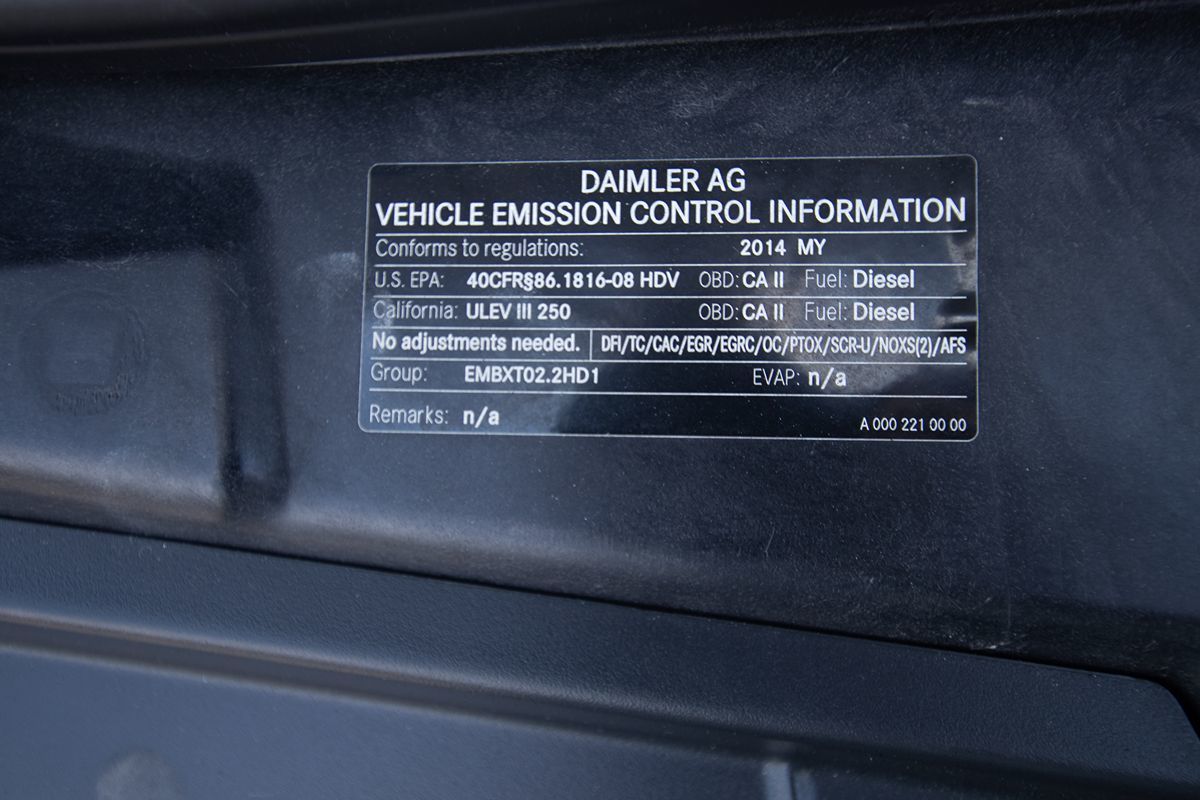 DAIMLER AG
VEHICLE EMISSION CONTROL INFORMATION
Conforms to regulations: 2014 MY
U.S. EPA: 40CFR§86.1816-08 HDV OBD: CA II Fuel: Diesel
California: ULEV III 250 OBD: CA II Fuel: Diesel
No adjustments needed. DFI/TC/CAC/EGR/EGRC/OC/PTOX/SCR-U/NOXS(2)/AFS
Group: EMBXT02.2HD1 EVAP: n/a
Remarks: n/a A 000 221 00 00